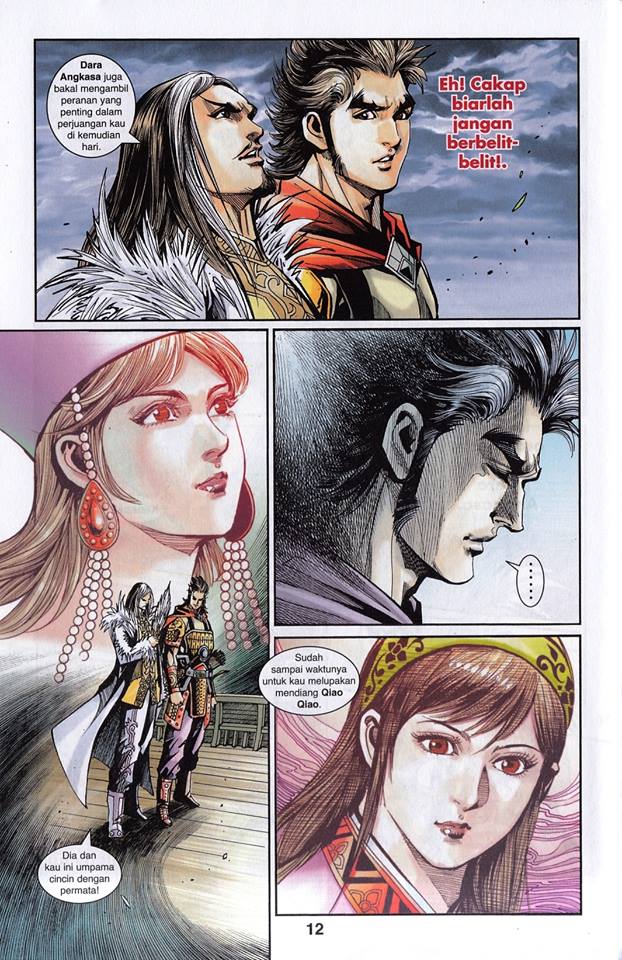 Dara
Angkasa juga
bakal mengambil
peranan yang
penting dalam
perjuangan kau
di kemudian
hari.
Eh! Cakap
biarlah
jangan
berbelit-
belit!.
......
Dia dan
kau ini umpama
cincin dengan
permata!
Sudah
sampai waktunya
untuk kau melupakan
mendiang Qiao
Qiao.
12